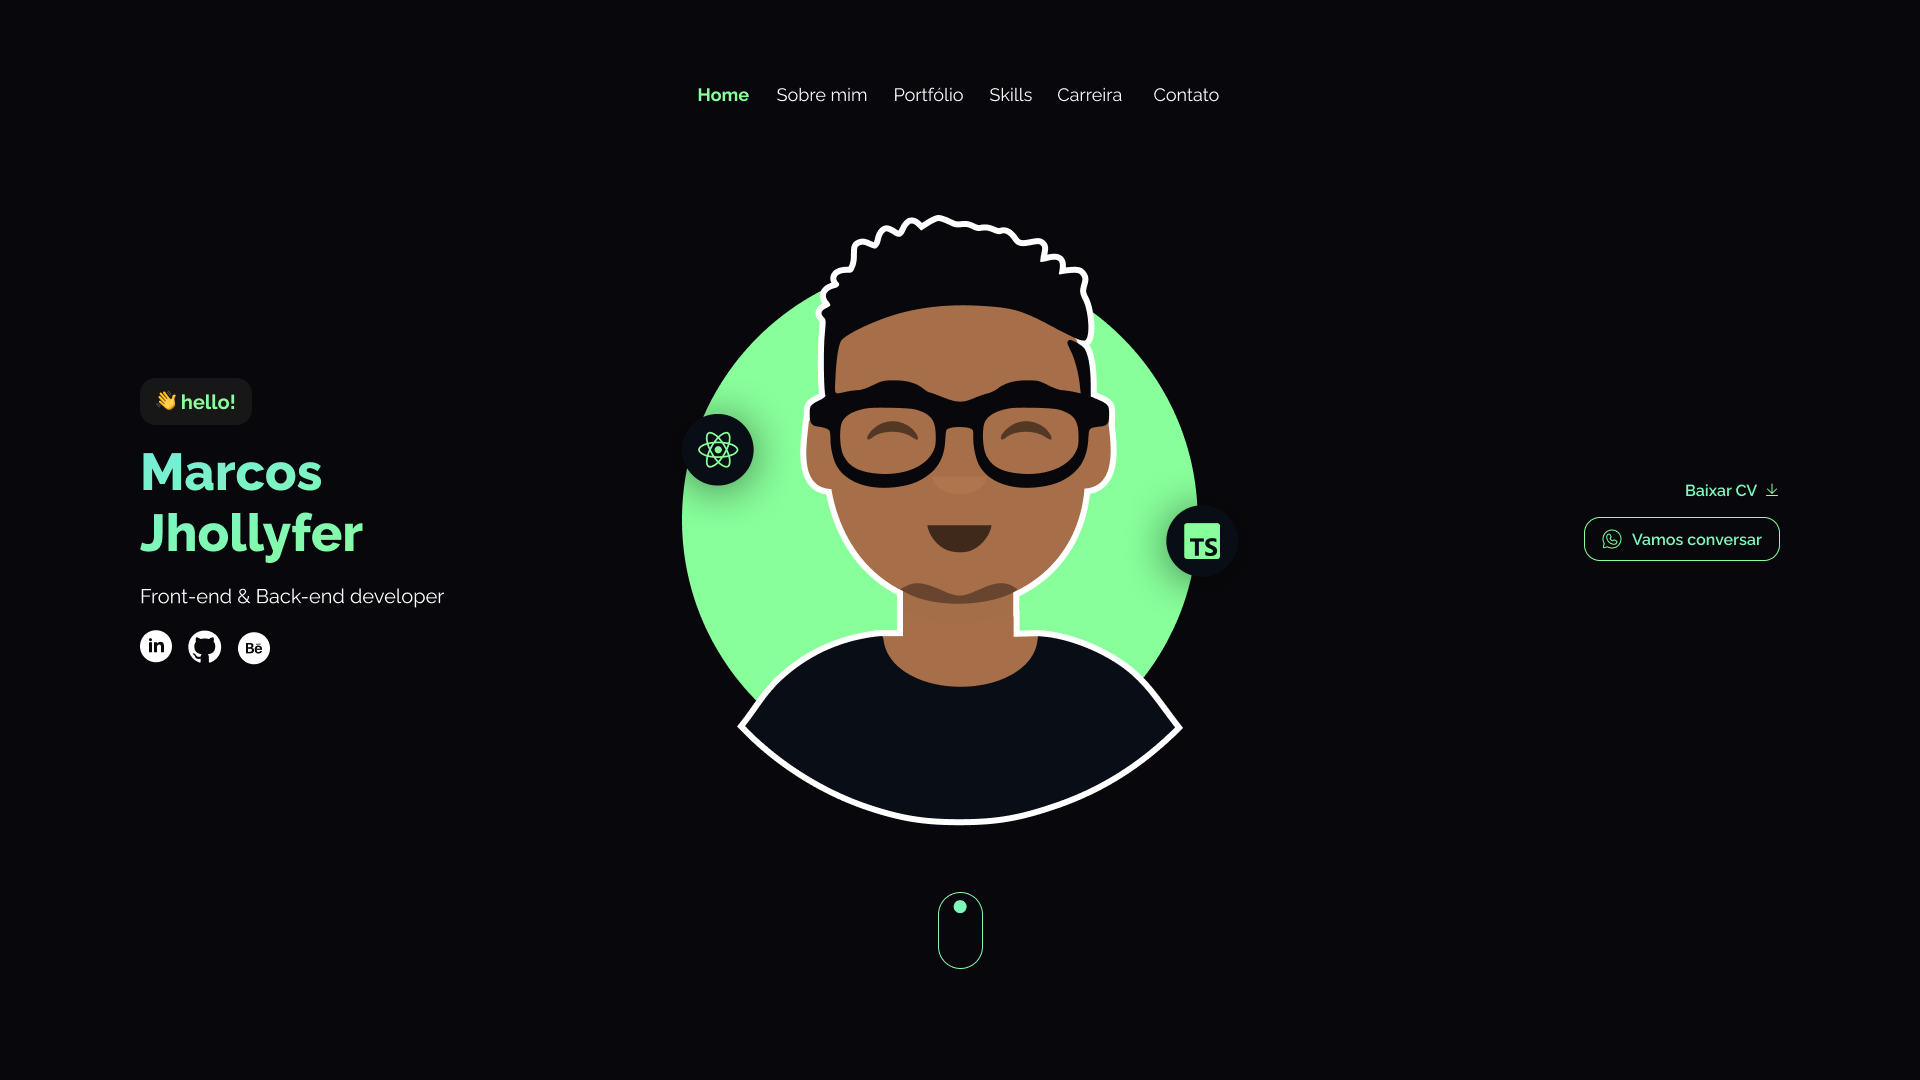 Home Sobre mim Portfólio Skills Carreira Contato
👋 hello!
Marcos
Jhollyfer
Front-end & Back-end developer
in
Bē
TS
Baixar CV
Vamos conversar